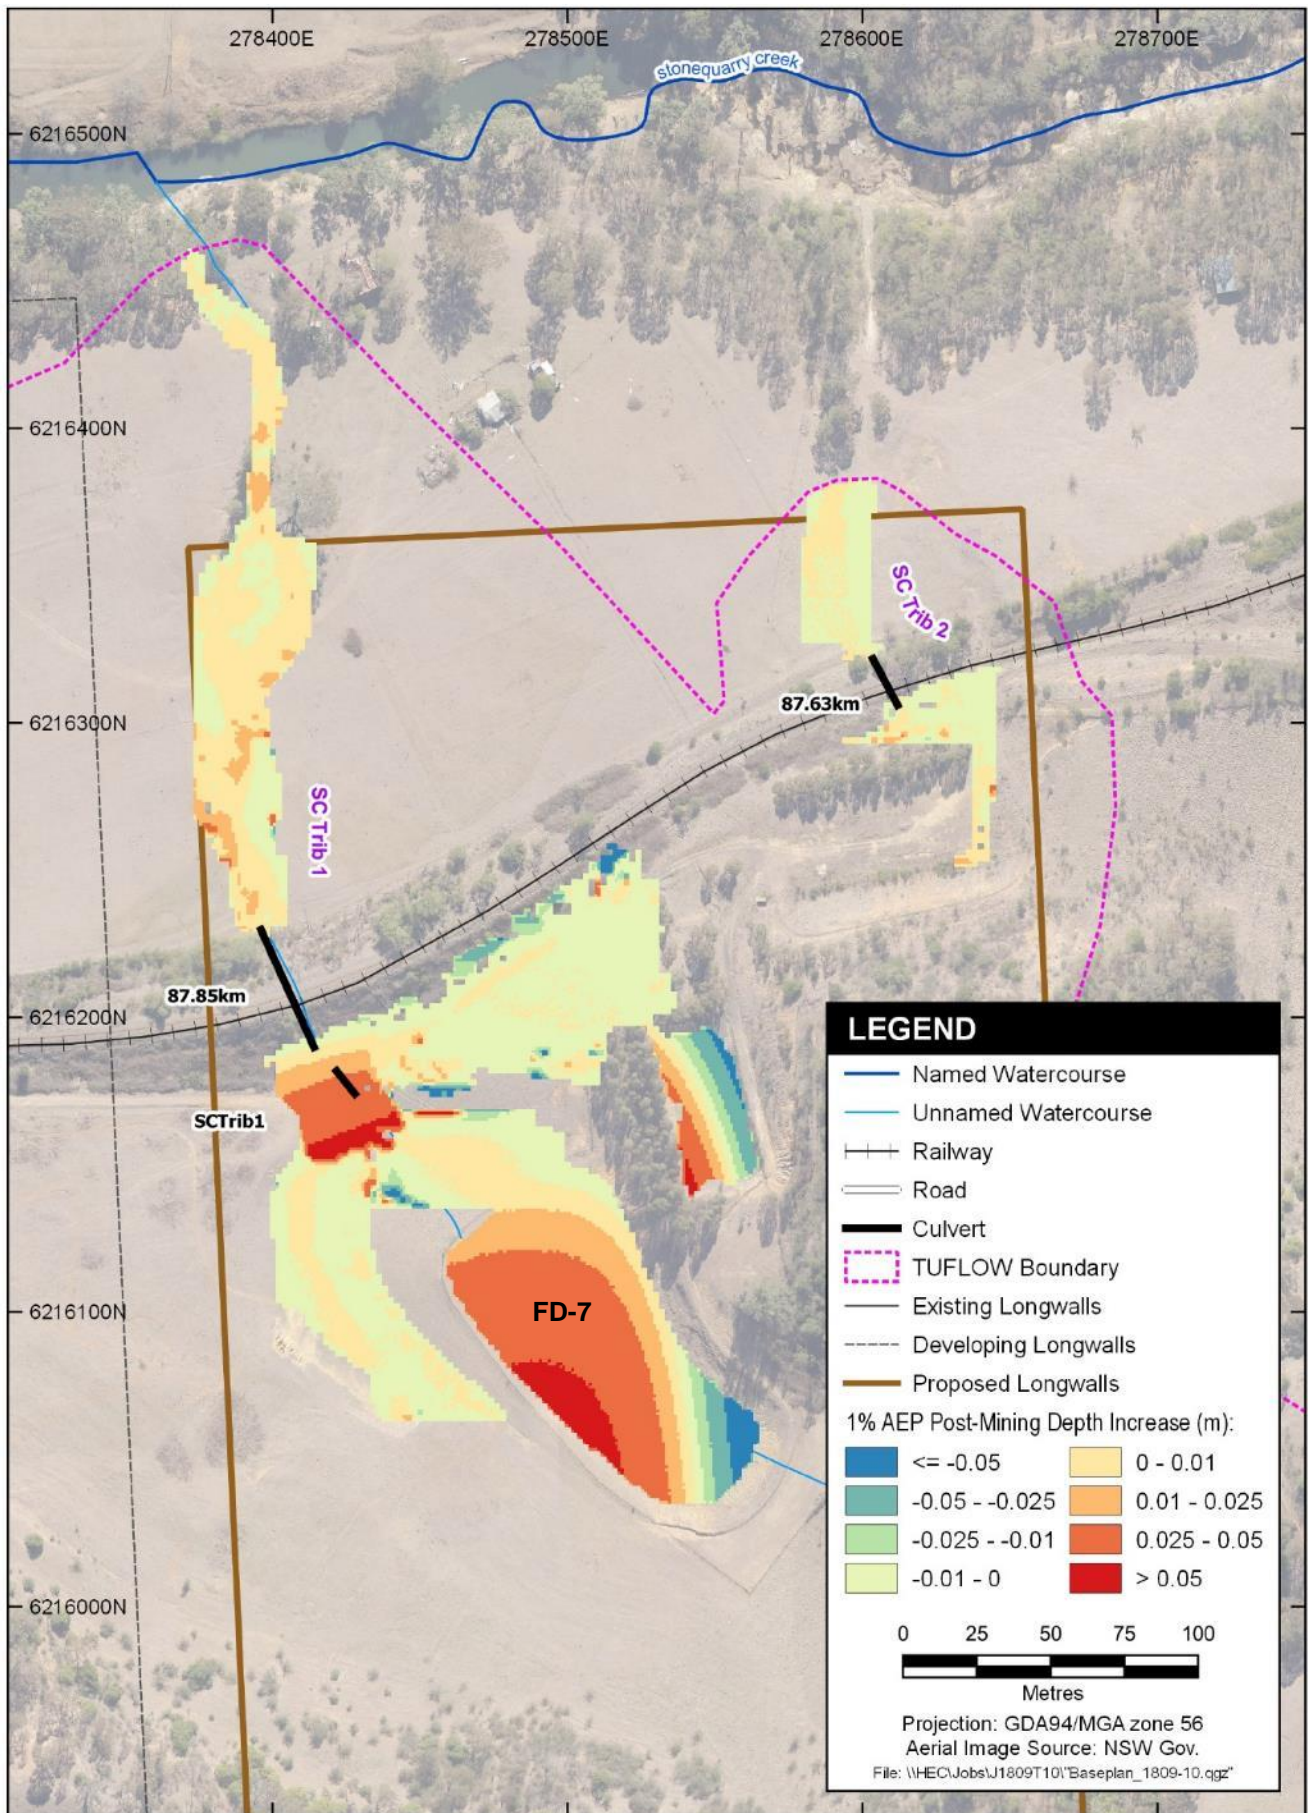 278400E
278500E
278600E
278700E
stonequarry creek
6216500N
6216400N
SC Trib 2
87.63km
6216300N
SC Trib 1
87.85km
6216200N
SCTrib1
6216100N
FD-7
6216000N
LEGEND
Named Watercourse
Unnamed Watercourse
Railway
Road
Culvert
TUFLOW Boundary
Existing Longwalls
Developing Longwalls
Proposed Longwalls
1% AEP Post-Mining Depth Increase (m):
<= -0.05
0 - 0.01
-0.05 - -0.025
0.01 - 0.025
-0.025 - -0.01
0.025 - 0.05
-0.01 - 0
> 0.05
0 25 50 75 100
Metres
Projection: GDA94/MGA zone 56
Aerial Image Source: NSW Gov.
File: \\HEC\Jobs\J1809T10\"Baseplan_1809-10.qgz"